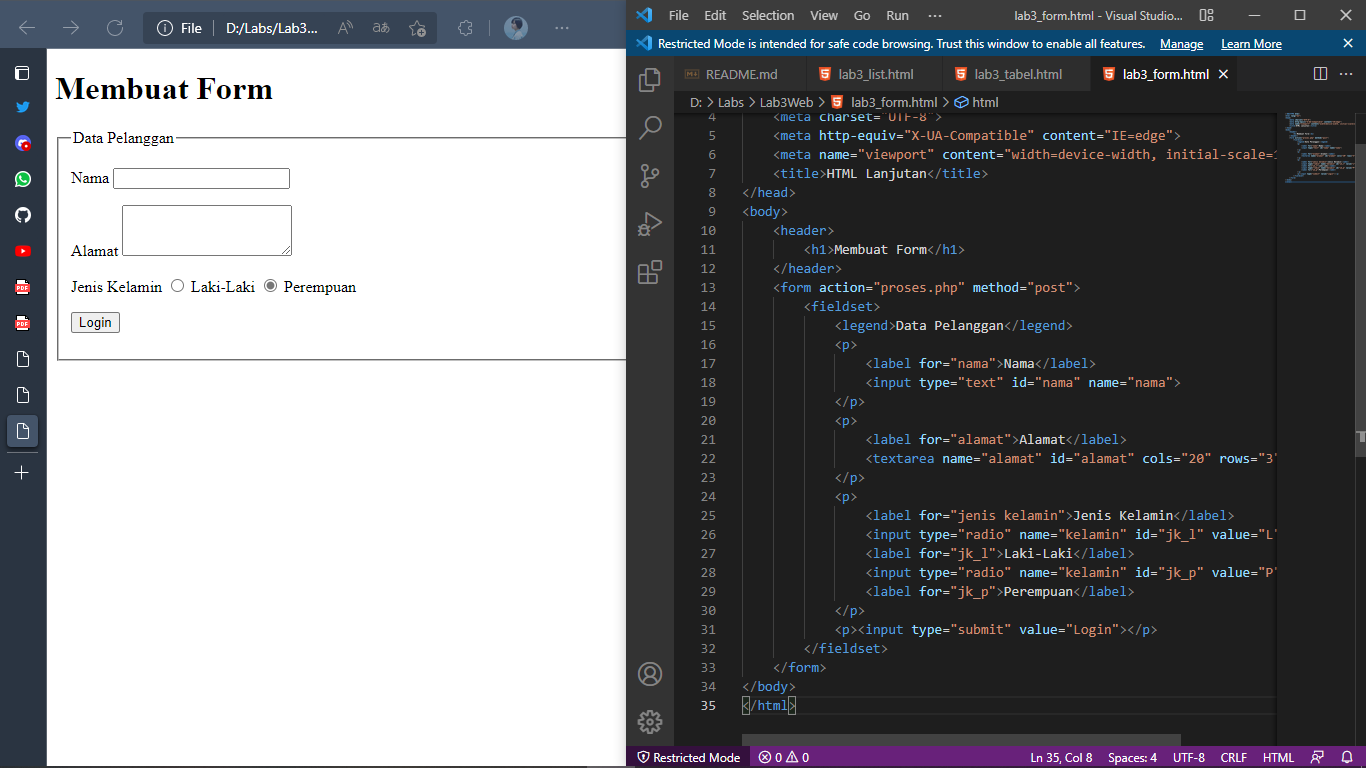 File
D:/Labs/Lab3...
Membuat Form
Data Pelanggan
Nama
Alamat
Jenis Kelamin Laki-Laki Perempuan
Login
File Edit Selection View Go Run ··· lab3_form.html - Visual Studio...
Restricted Mode is intended for safe code browsing. Trust this window to enable all features. Manage Learn More
README.md lab3_list.html lab3_tabel.html lab3_form.html
D: > Labs > Lab3Web > lab3_form.html > html
4 <meta charset="UTF-8">
5 <meta http-equiv="X-UA-Compatible" content="IE=edge">
6 <meta name="viewport" content="width=device-width, initial-scale=1
7 <title>HTML Lanjutan</title>
8 </head>
9 <body>
10 <header>
11 <h1>Membuat Form</h1>
12 </header>
13 <form action="proses.php" method="post">
14 <fieldset>
15 <legend>Data Pelanggan</legend>
16 <p>
17 <label for="nama">Nama</label>
18 <input type="text" id="nama" name="nama">
19 </p>
20 <p>
21 <label for="alamat">Alamat</label>
22 <textarea name="alamat" id="alamat" cols="20" rows="3"
23 </p>
24 <p>
25 <label for="jenis kelamin">Jenis Kelamin</label>
26 <input type="radio" name="kelamin" id="jk_l" value="L"
27 <label for="jk_l">Laki-Laki</label>
28 <input type="radio" name="kelamin" id="jk_p" value="P"
29 <label for="jk_p">Perempuan</label>
30 </p>
31 <p><input type="submit" value="Login"></p>
32 </fieldset>
33 </form>
34 </body>
35 </html>
Restricted Mode 0 0 Ln 35, Col 8 Spaces: 4 UTF-8 CRLF HTML